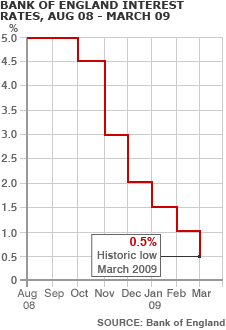 BANK OF ENGLAND INTEREST
RATES, AUG 08 - MARCH 09
%
5.0
4.5
4.0
3.5
3.0
2.5
2.0
1.5
1.0
0.5
0
0.5%
Historic low
March 2009
Aug Sep Oct Nov Dec Jan Feb Mar
08 09
SOURCE: Bank of England